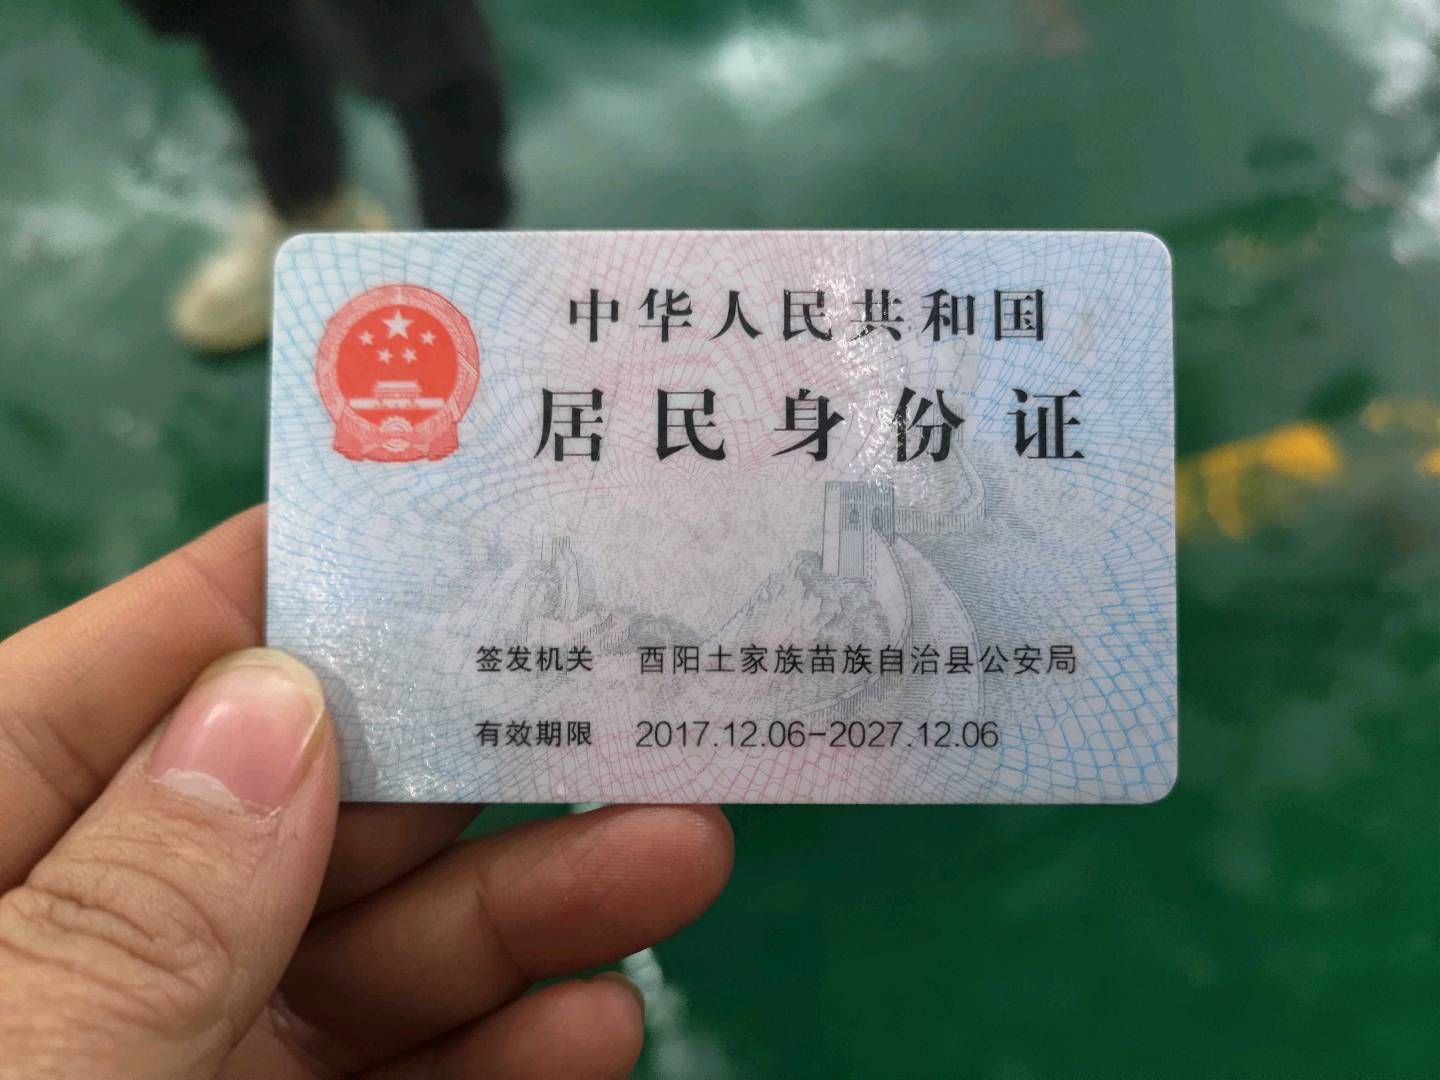 中华人民共和国
居民身份证
签发机关 酉阳土家族苗族自治县公安局
有效期限 2017.12.06-2027.12.06